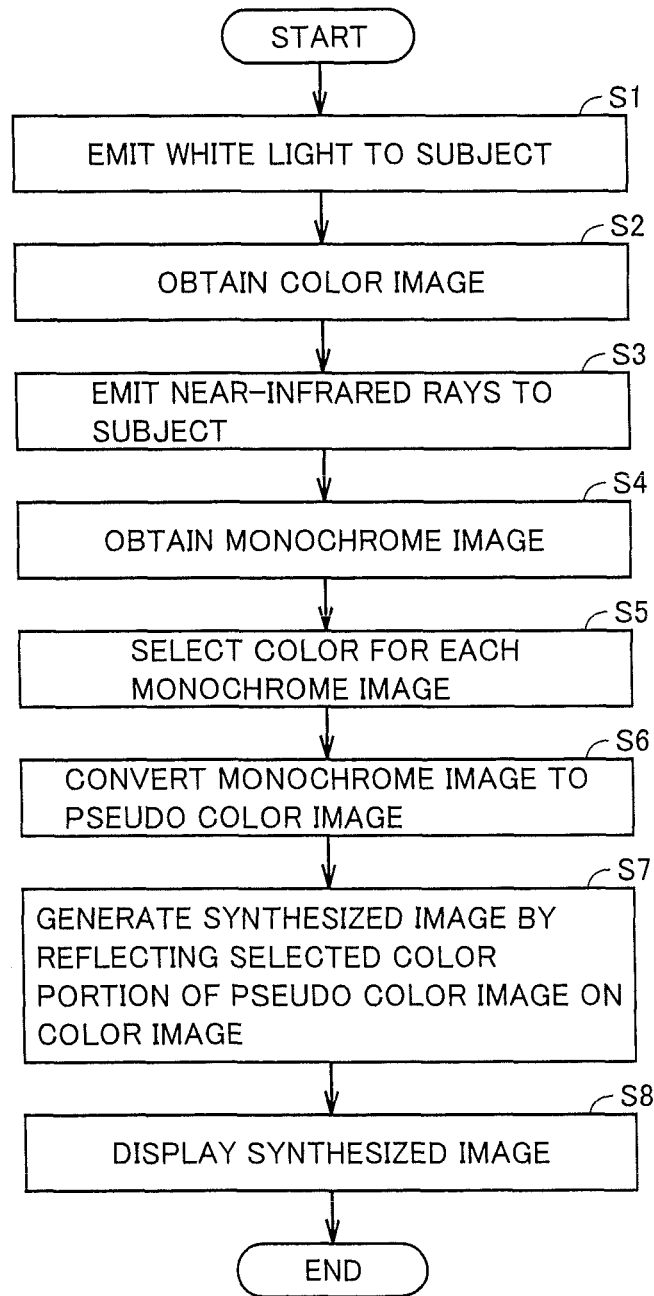 START
S1
EMIT WHITE LIGHT TO SUBJECT
S2
OBTAIN COLOR IMAGE
S3
EMIT NEAR-INFRARED RAYS TO
SUBJECT
S4
OBTAIN MONOCHROME IMAGE
S5
SELECT COLOR FOR EACH
MONOCHROME IMAGE
S6
CONVERT MONOCHROME IMAGE TO
PSEUDO COLOR IMAGE
S7
GENERATE SYNTHESIZED IMAGE BY
REFLECTING SELECTED COLOR
PORTION OF PSEUDO COLOR IMAGE ON
COLOR IMAGE
S8
DISPLAY SYNTHESIZED IMAGE
END